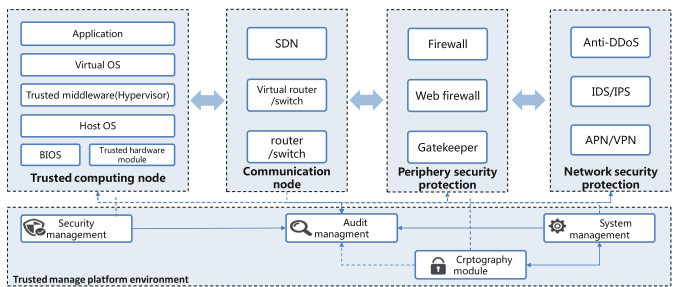 Application
Virtual OS
Trusted middleware(Hypervisor)
Host OS
BIOS
Trusted hardware
module
Trusted computing node
SDN
Virtual router
/switch
router
/switch
Communication
node
Firewall
Web firewall
Gatekeeper
Periphery security
protection
Anti-DDoS
IDS/IPS
APN/VPN
Network security
protection
Security
management
Audit
managment
System
management
Crptography
module
Trusted manage platform environment